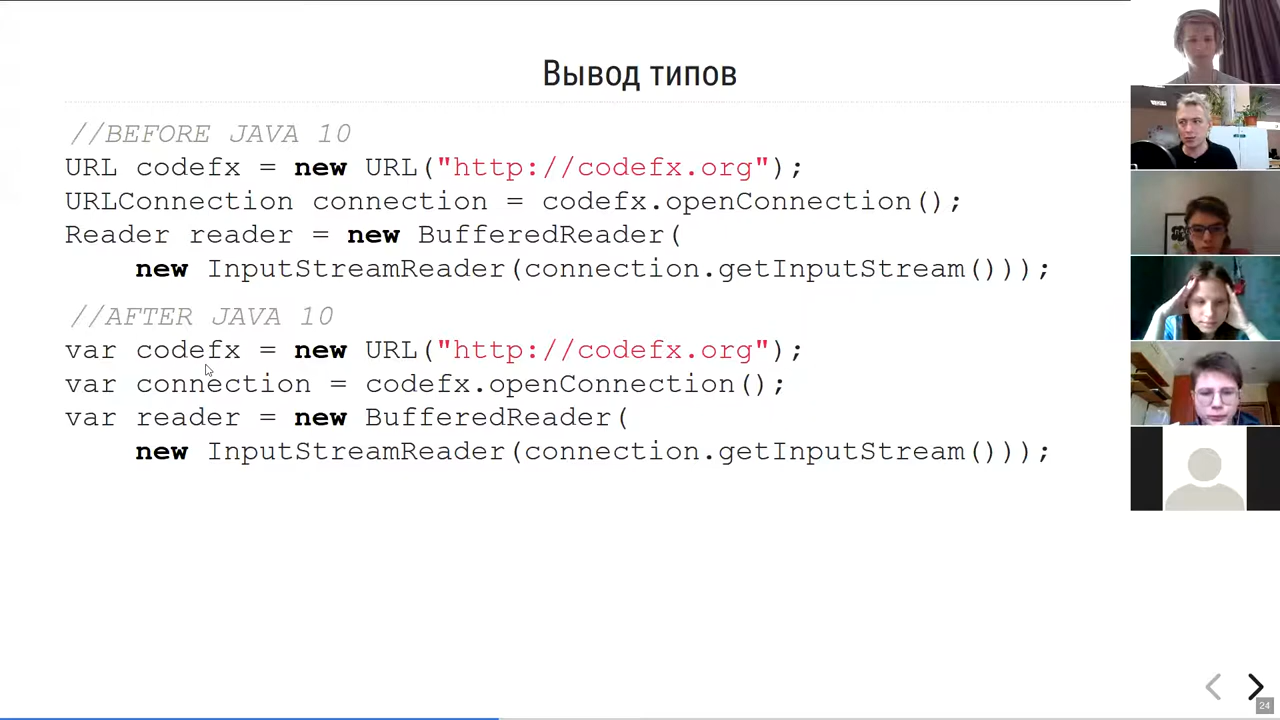 Вывод типов
//BEFORE JAVA 10
URL codefx = new URL("http://codefx.org");
URLConnection connection = codefx.openConnection();
Reader reader = new BufferedReader(
new InputStreamReader(connection.getInputStream()));
//AFTER JAVA 10
var codefx = new URL("http://codefx.org");
var connection = codefx.openConnection();
var reader = new BufferedReader(
new InputStreamReader(connection.getInputStream()));
24